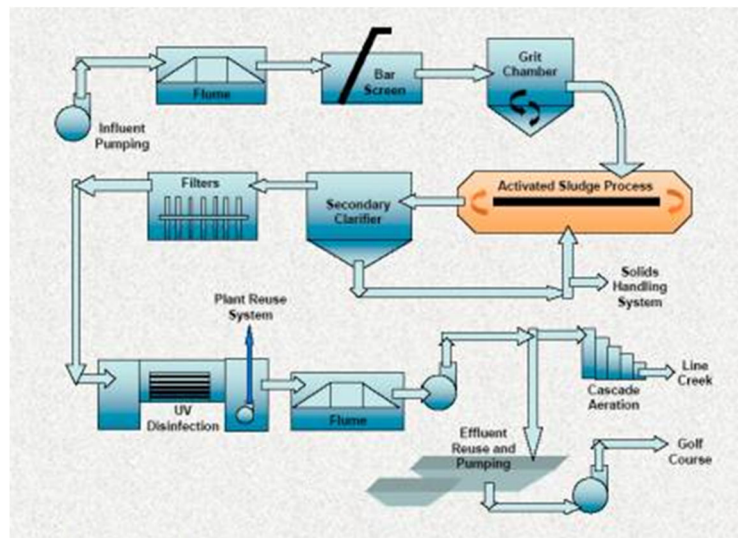 Influent
Pumping
Flume
Bar
Screen
Grit
Chamber
Activated Sludge Process
Secondary
Clarifier
Filters
Solids
Handling
System
Plant Reuse
System
UV
Disinfection
Flume
Cascade
Aeration
Line
Creek
Effluent
Reuse and
Pumping
Golf
Course